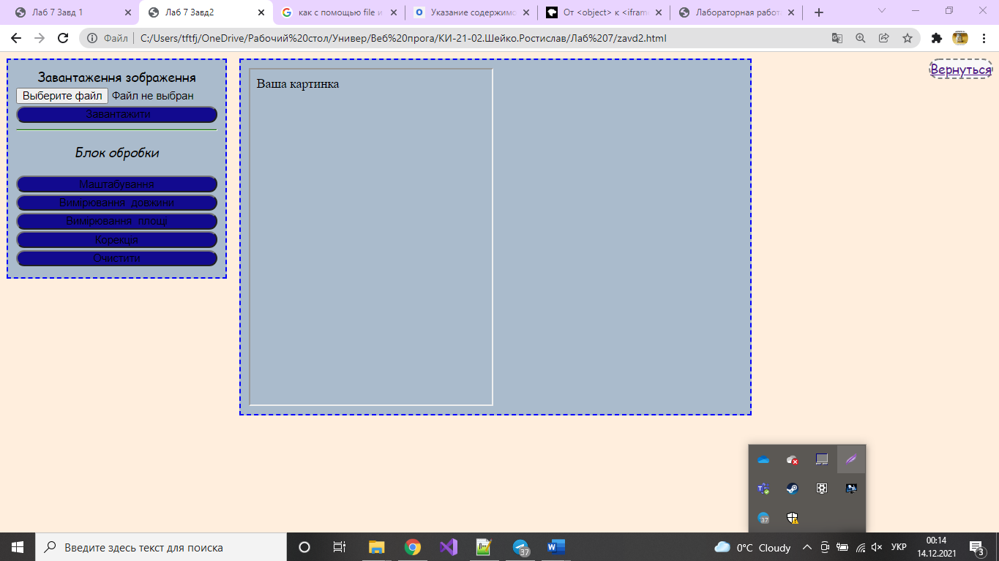 Лаб 7 Завд 1
Лаб 7 Завд2
как с помощью file и
Указание содержимо
От <object> к <ifram
Лабораторная работ
Файл
C:/Users/tftfj/OneDrive/Рабочий%20стол/Универ/Веб%20прога/КИ-21-02.Шейко.Ростислав/Лаб%207/zavd2.html
Завантаження зображення
Выберите файл Файл не выбран
Завантажити
Блок обробки
Маштабування
Вимірювання довжини
Вимірювання площі
Корекція
Очистити
Ваша картинка
Вернуться
37
Введите здесь текст для поиска
37
0°C Cloudy
УКР
00:14
14.12.2021
3